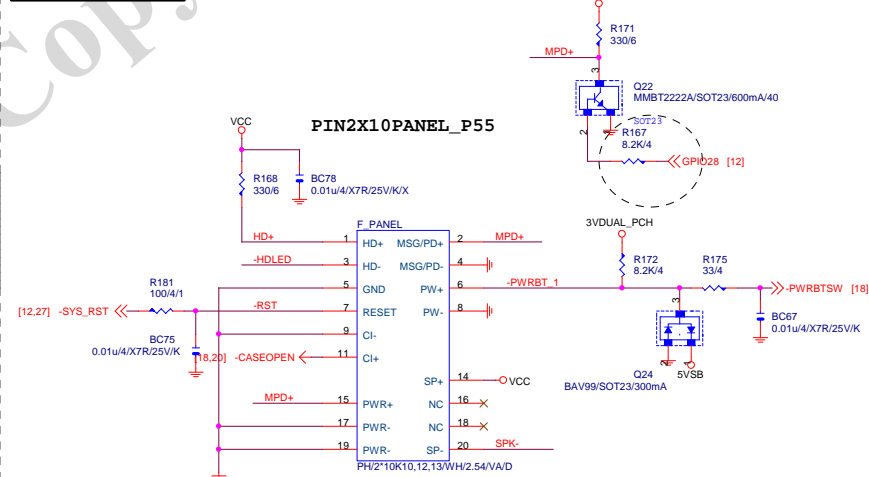 Copy
R171
330/6
MPD+
3
Q22
MMBT2222A/SOT23/600mA/40
SOT23
2
R167
8.2K/4
GPIO28 [12]
PIN2X10PANEL_P55
VCC
R168
330/6
BC78
0.01u/4/X7R/25V/K/X
3VDUAL_PCH
R172
8.2K/4
R175
33/4
F_PANEL
HD+ 1 HD+ MSG/PD+ 2 MPD+
-HDLED 3 HD- MSG/PD- 4
5 GND PW+ 6 -PWRBT_1
-PWRBTSW [18]
R181
100/4/1
[12,27] -SYS_RST
-RST 7 RESET PW- 8
3
BC67
0.01u/4/X7R/25V/K
BC75
0.01u/4/X7R/25V/K
9 CI-
[18,20] -CASEOPEN 11 CI+
2 1
Q24
BAV99/SOT23/300mA
5VSB
SP+ 14 VCC
MPD+ 15 PWR+ NC 16
17 PWR- NC 18
19 PWR- SP- 20 SPK-
PH/2*10K10,12,13/WH/2.54/VA/D